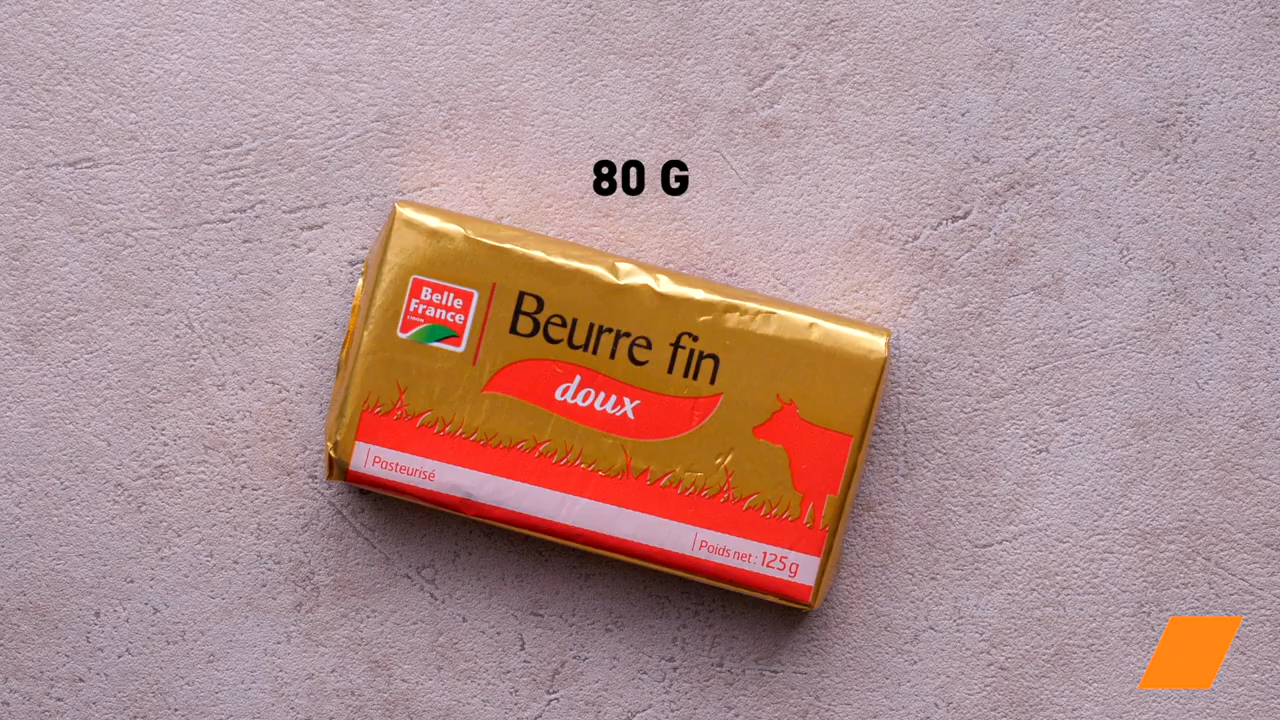 80 G
Belle
France
Beurre fin
doux
Pasteurisé
Poids net : 125g